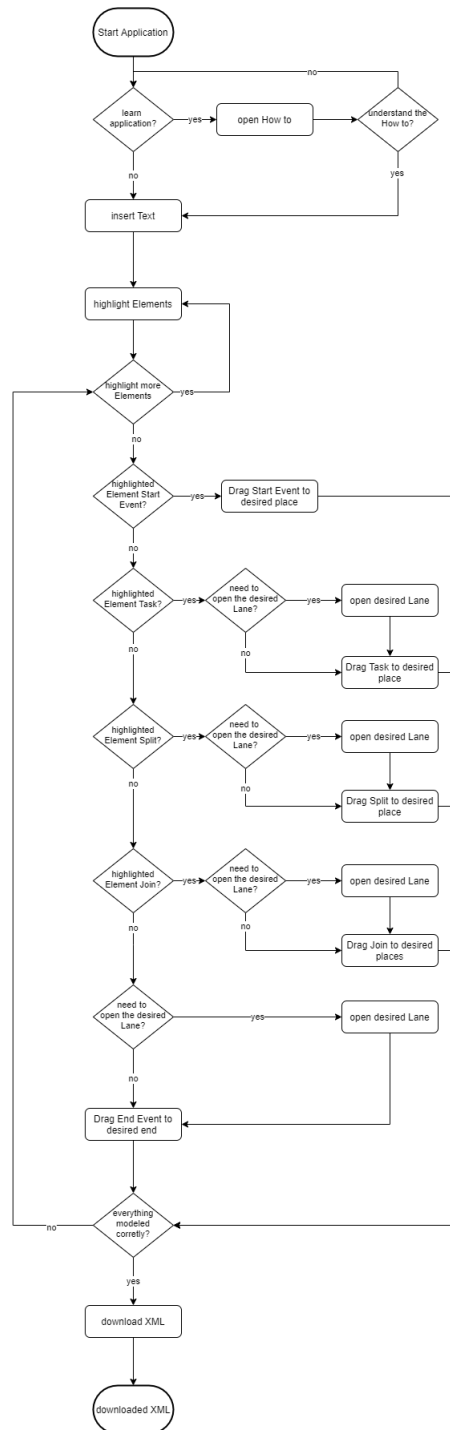 Start Application
no
learn
application?
yes
open How to
understand the
How to?
no
yes
insert Text
highlight Elements
highlight more
Elements
yes
no
highlighted
Element Start
Event?
yes
Drag Start Event to
desired place
no
highlighted
Element Task?
yes
need to
open the desired
Lane?
yes
open desired Lane
no
no
Drag Task to desired
place
highlighted
Element Split?
yes
need to
open the desired
Lane?
yes
open desired Lane
no
no
Drag Split to desired
place
highlighted
Element Join?
yes
need to
open the desired
Lane?
yes
open desired Lane
no
no
Drag Join to desired
places
need to
open the desired
Lane?
yes
open desired Lane
no
Drag End Event to
desired end
everything
modeled
corretly?
no
yes
download XML
downloaded XML